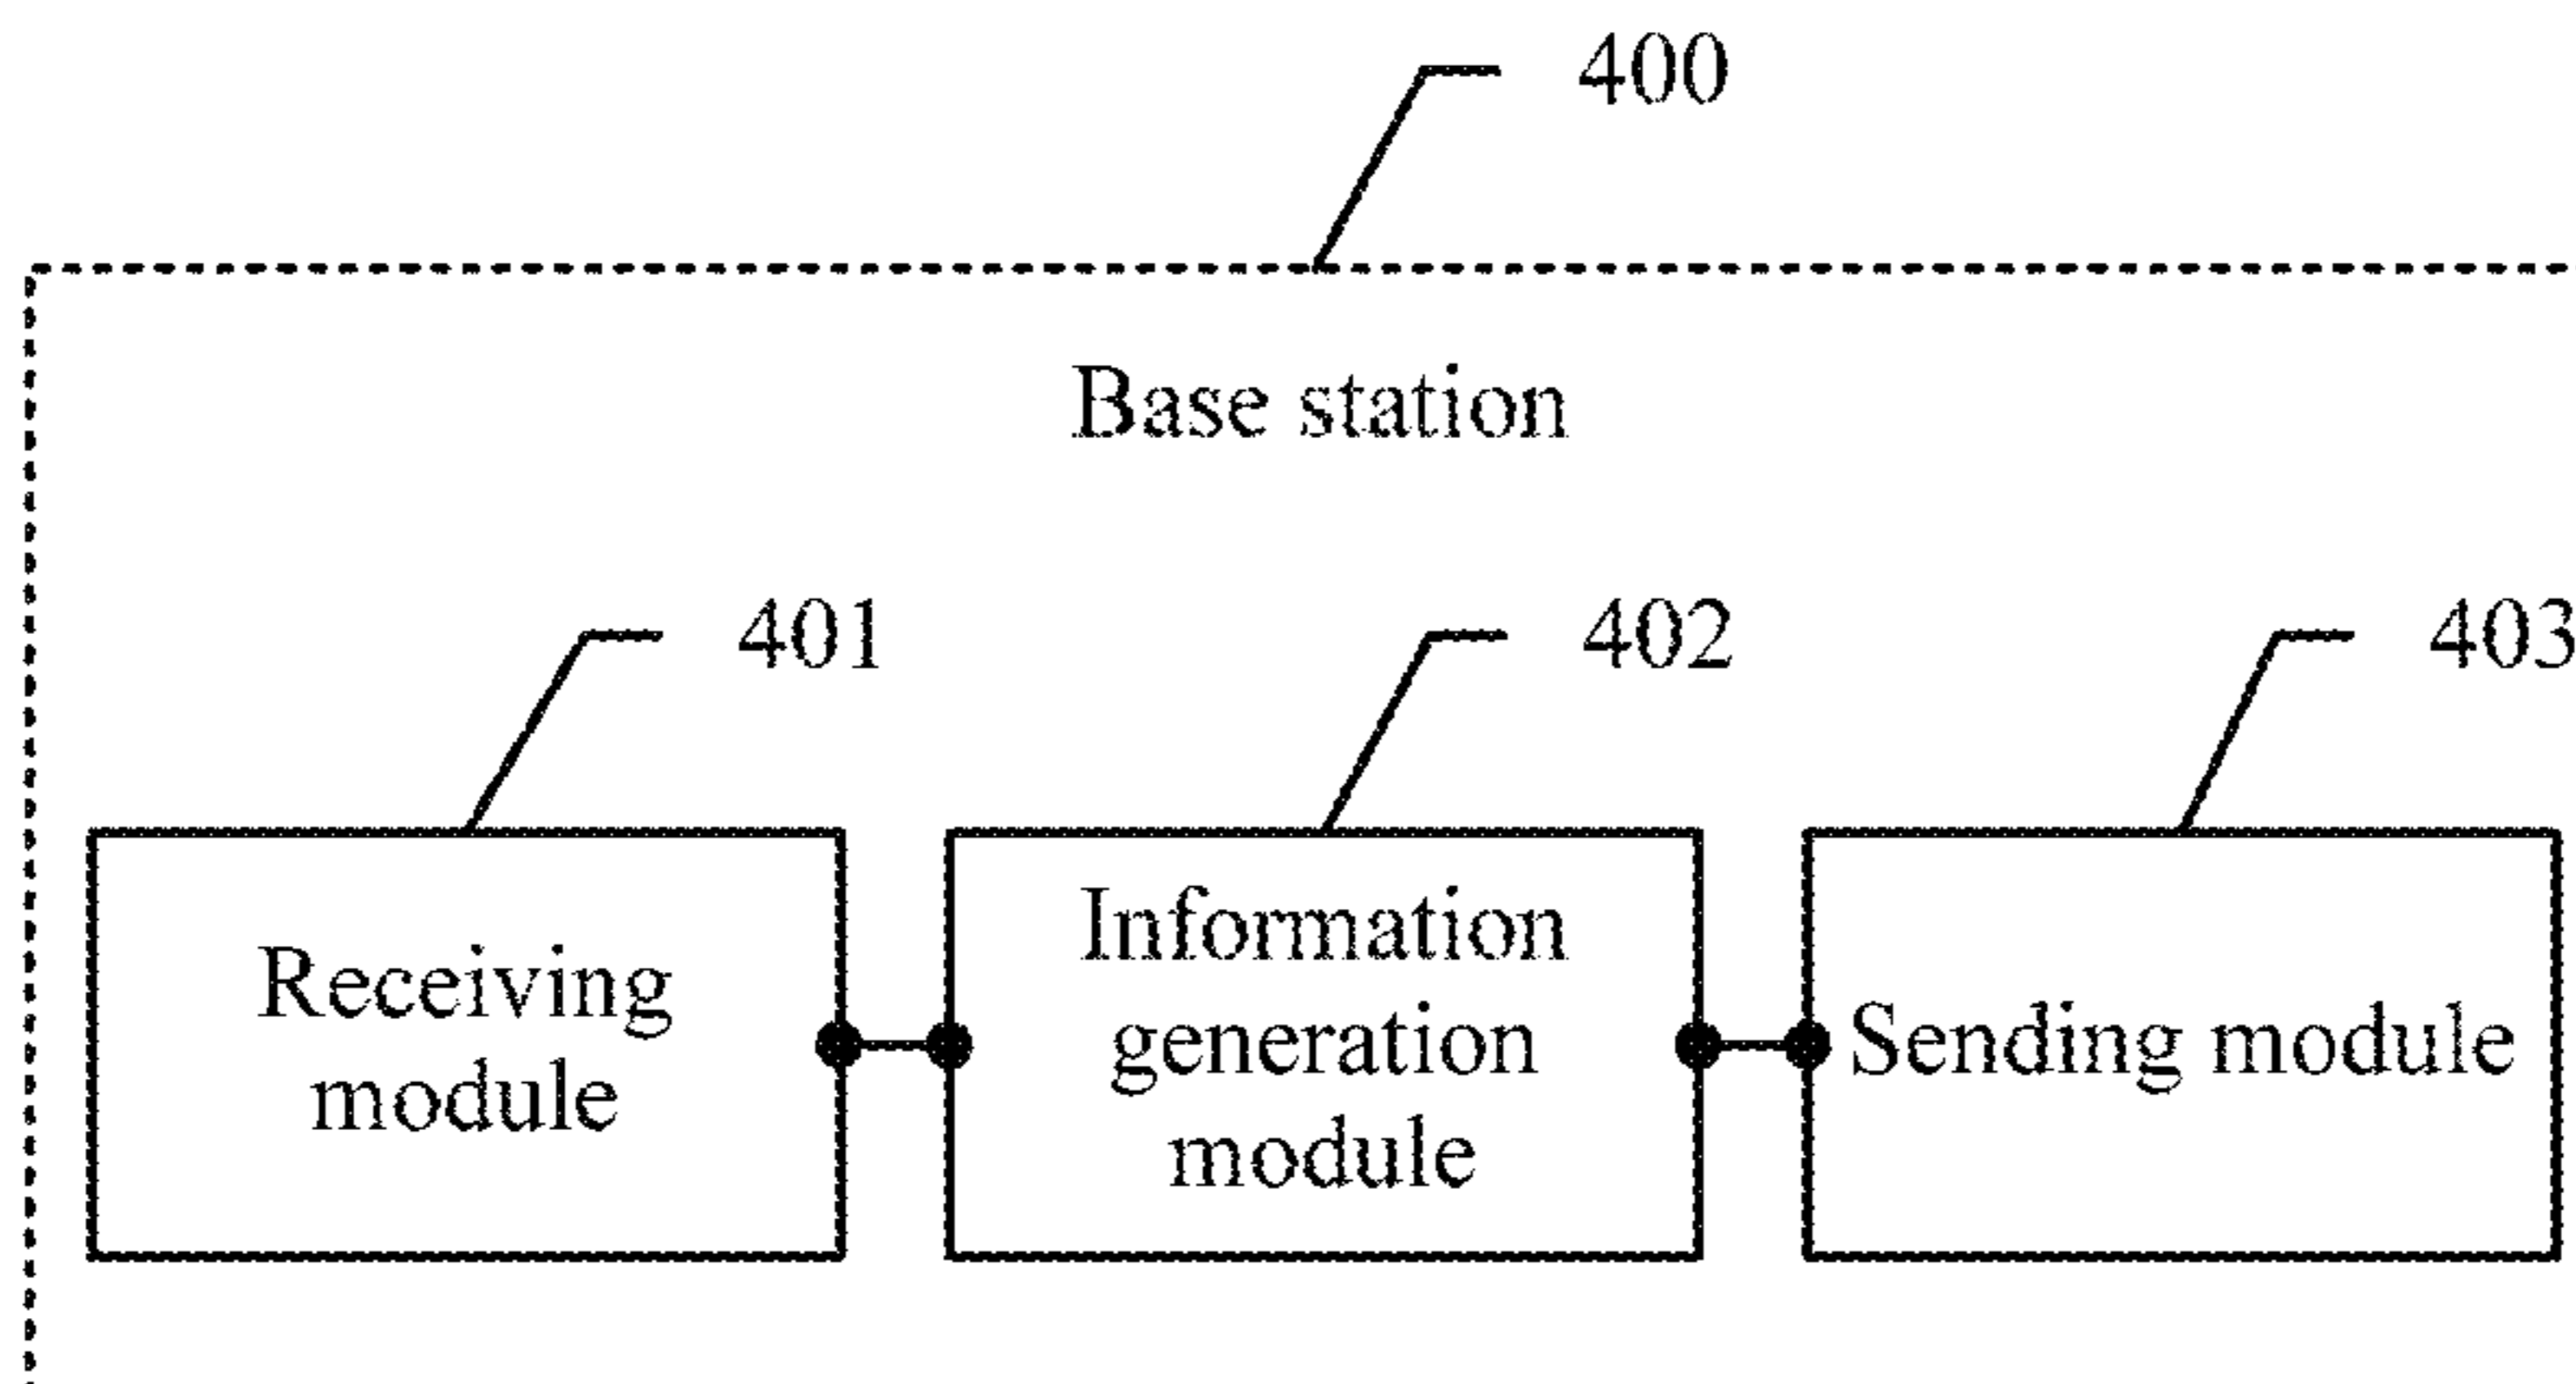 400
Base station
401
402
403
Receiving
module
Information
generation
module
Sending module